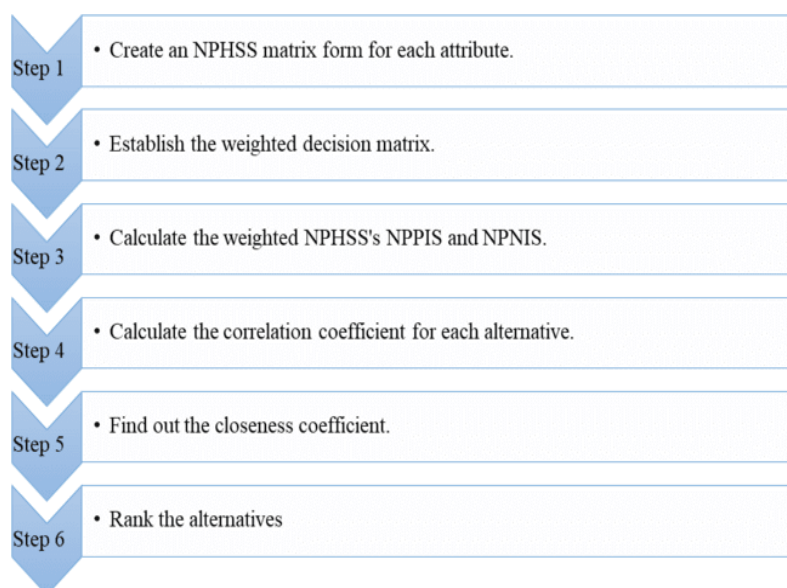 Step 1
• Create an NPHSS matrix form for each attribute.
Step 2
• Establish the weighted decision matrix.
Step 3
• Calculate the weighted NPHSS's NPPIS and NPNIS.
Step 4
• Calculate the correlation coefficient for each alternative.
Step 5
• Find out the closeness coefficient.
Step 6
• Rank the alternatives